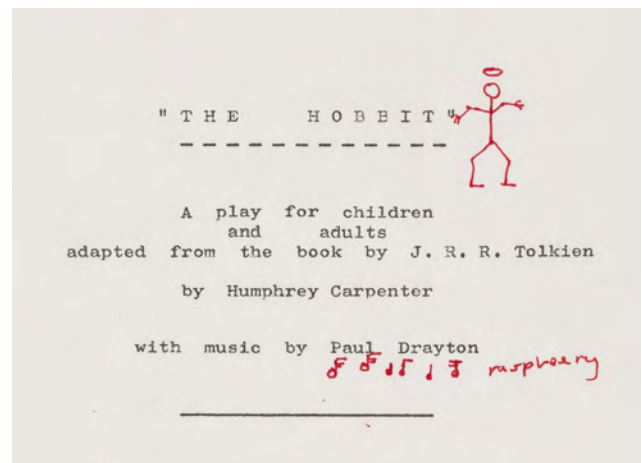 "THE HOBBIT"
A play for children
and adults
adapted from the book by J. R. R. Tolkien
by Humphrey Carpenter
with music by Paul Drayton
raspberry